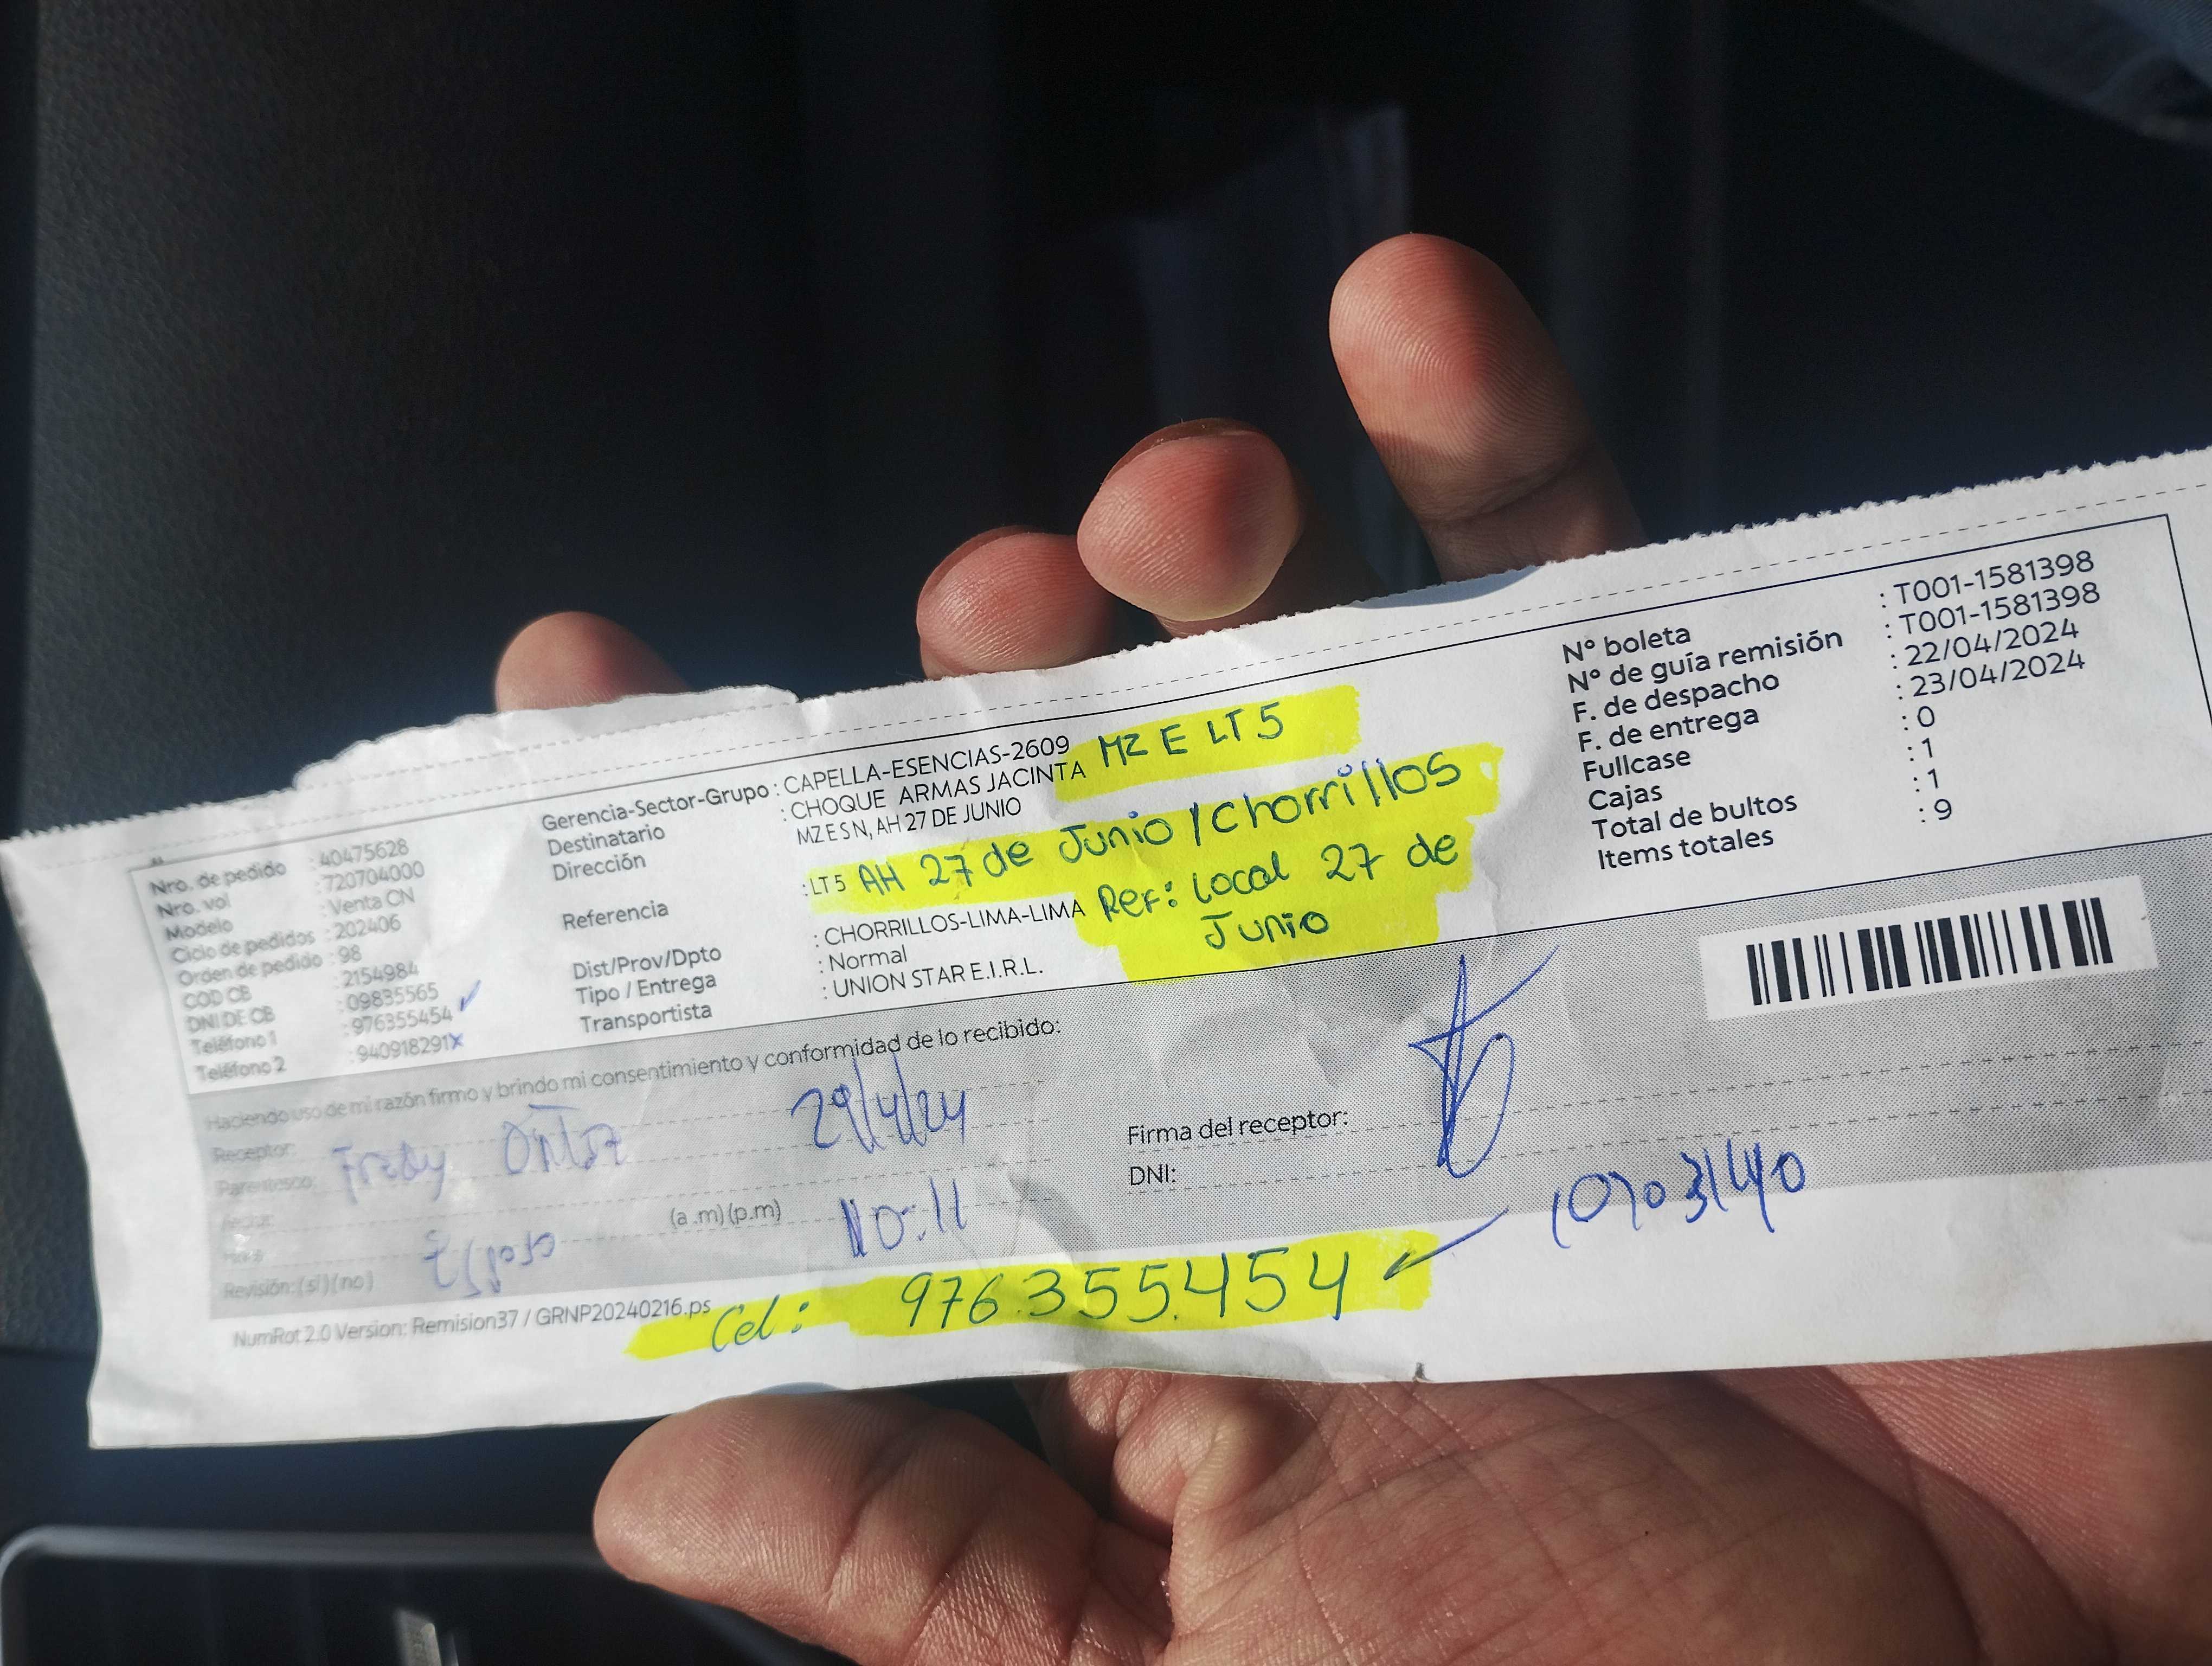 Nro. de pedido : 40475628
Nro. vol : 720704000
Modelo : Venta CN
Ciclo de pedidos : 202406
Orden de pedido : 98
COD CB : 2154984
DNI DE CB : 09835565
Teléfono 1 : 976355454 ✓
Teléfono 2 : 940918291 x
Gerencia-Sector-Grupo : CAPELLA-ESENCIAS-2609
Destinatario : CHOQUE ARMAS JACINTA
Dirección MZ E S N, AH 27 DE JUNIO
MZ E LT 5
Referencia : LT 5
AH 27 de Junio / Chorrillos
Ref: Local 27 de
Junio
Dist/Prov/Dpto : CHORRILLOS-LIMA-LIMA
Tipo / Entrega : Normal
Transportista : UNION STAR E.I.R.L.
N° boleta : T001-1581398
N° de guía remisión : T001-1581398
F. de despacho : 22/04/2024
F. de entrega : 23/04/2024
Fullcase : 0
Cajas : 1
Total de bultos : 1
Items totales : 9
Haciendo uso de mi razón firmo y brindo mi consentimiento y conformidad de lo recibido:
Receptor:
Parentesco: Fredy
29/4/24
Fecha:
Hora: (a.m)(p.m)
10:11
Revisión: (si) (no) Esposo
Firma del receptor:
DNI:
NumRot 2.0 Version: Remision37 / GRNP20240216.ps
Cel: 976.355.454